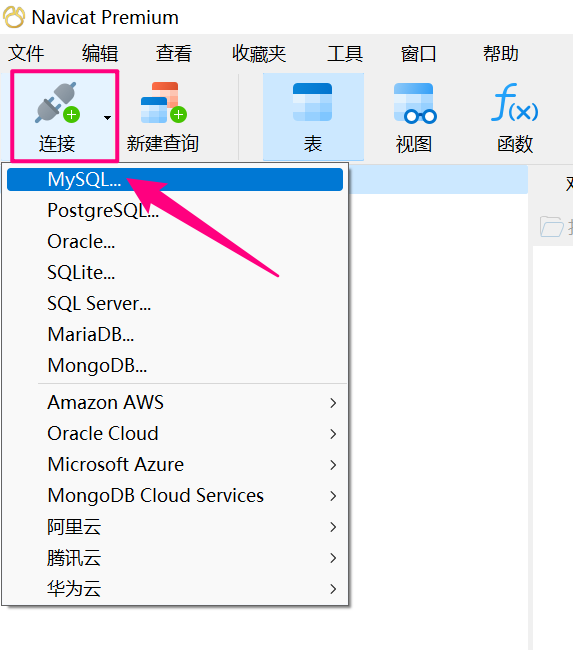 Navicat Premium
文件 编辑 查看 收藏夹 工具 窗口 帮助
连接 新建查询 表 视图 函数
MySQL...
PostgreSQL...
Oracle...
SQLite...
SQL Server...
MariaDB...
MongoDB...
Amazon AWS
Oracle Cloud
Microsoft Azure
MongoDB Cloud Services
阿里云
腾讯云
华为云